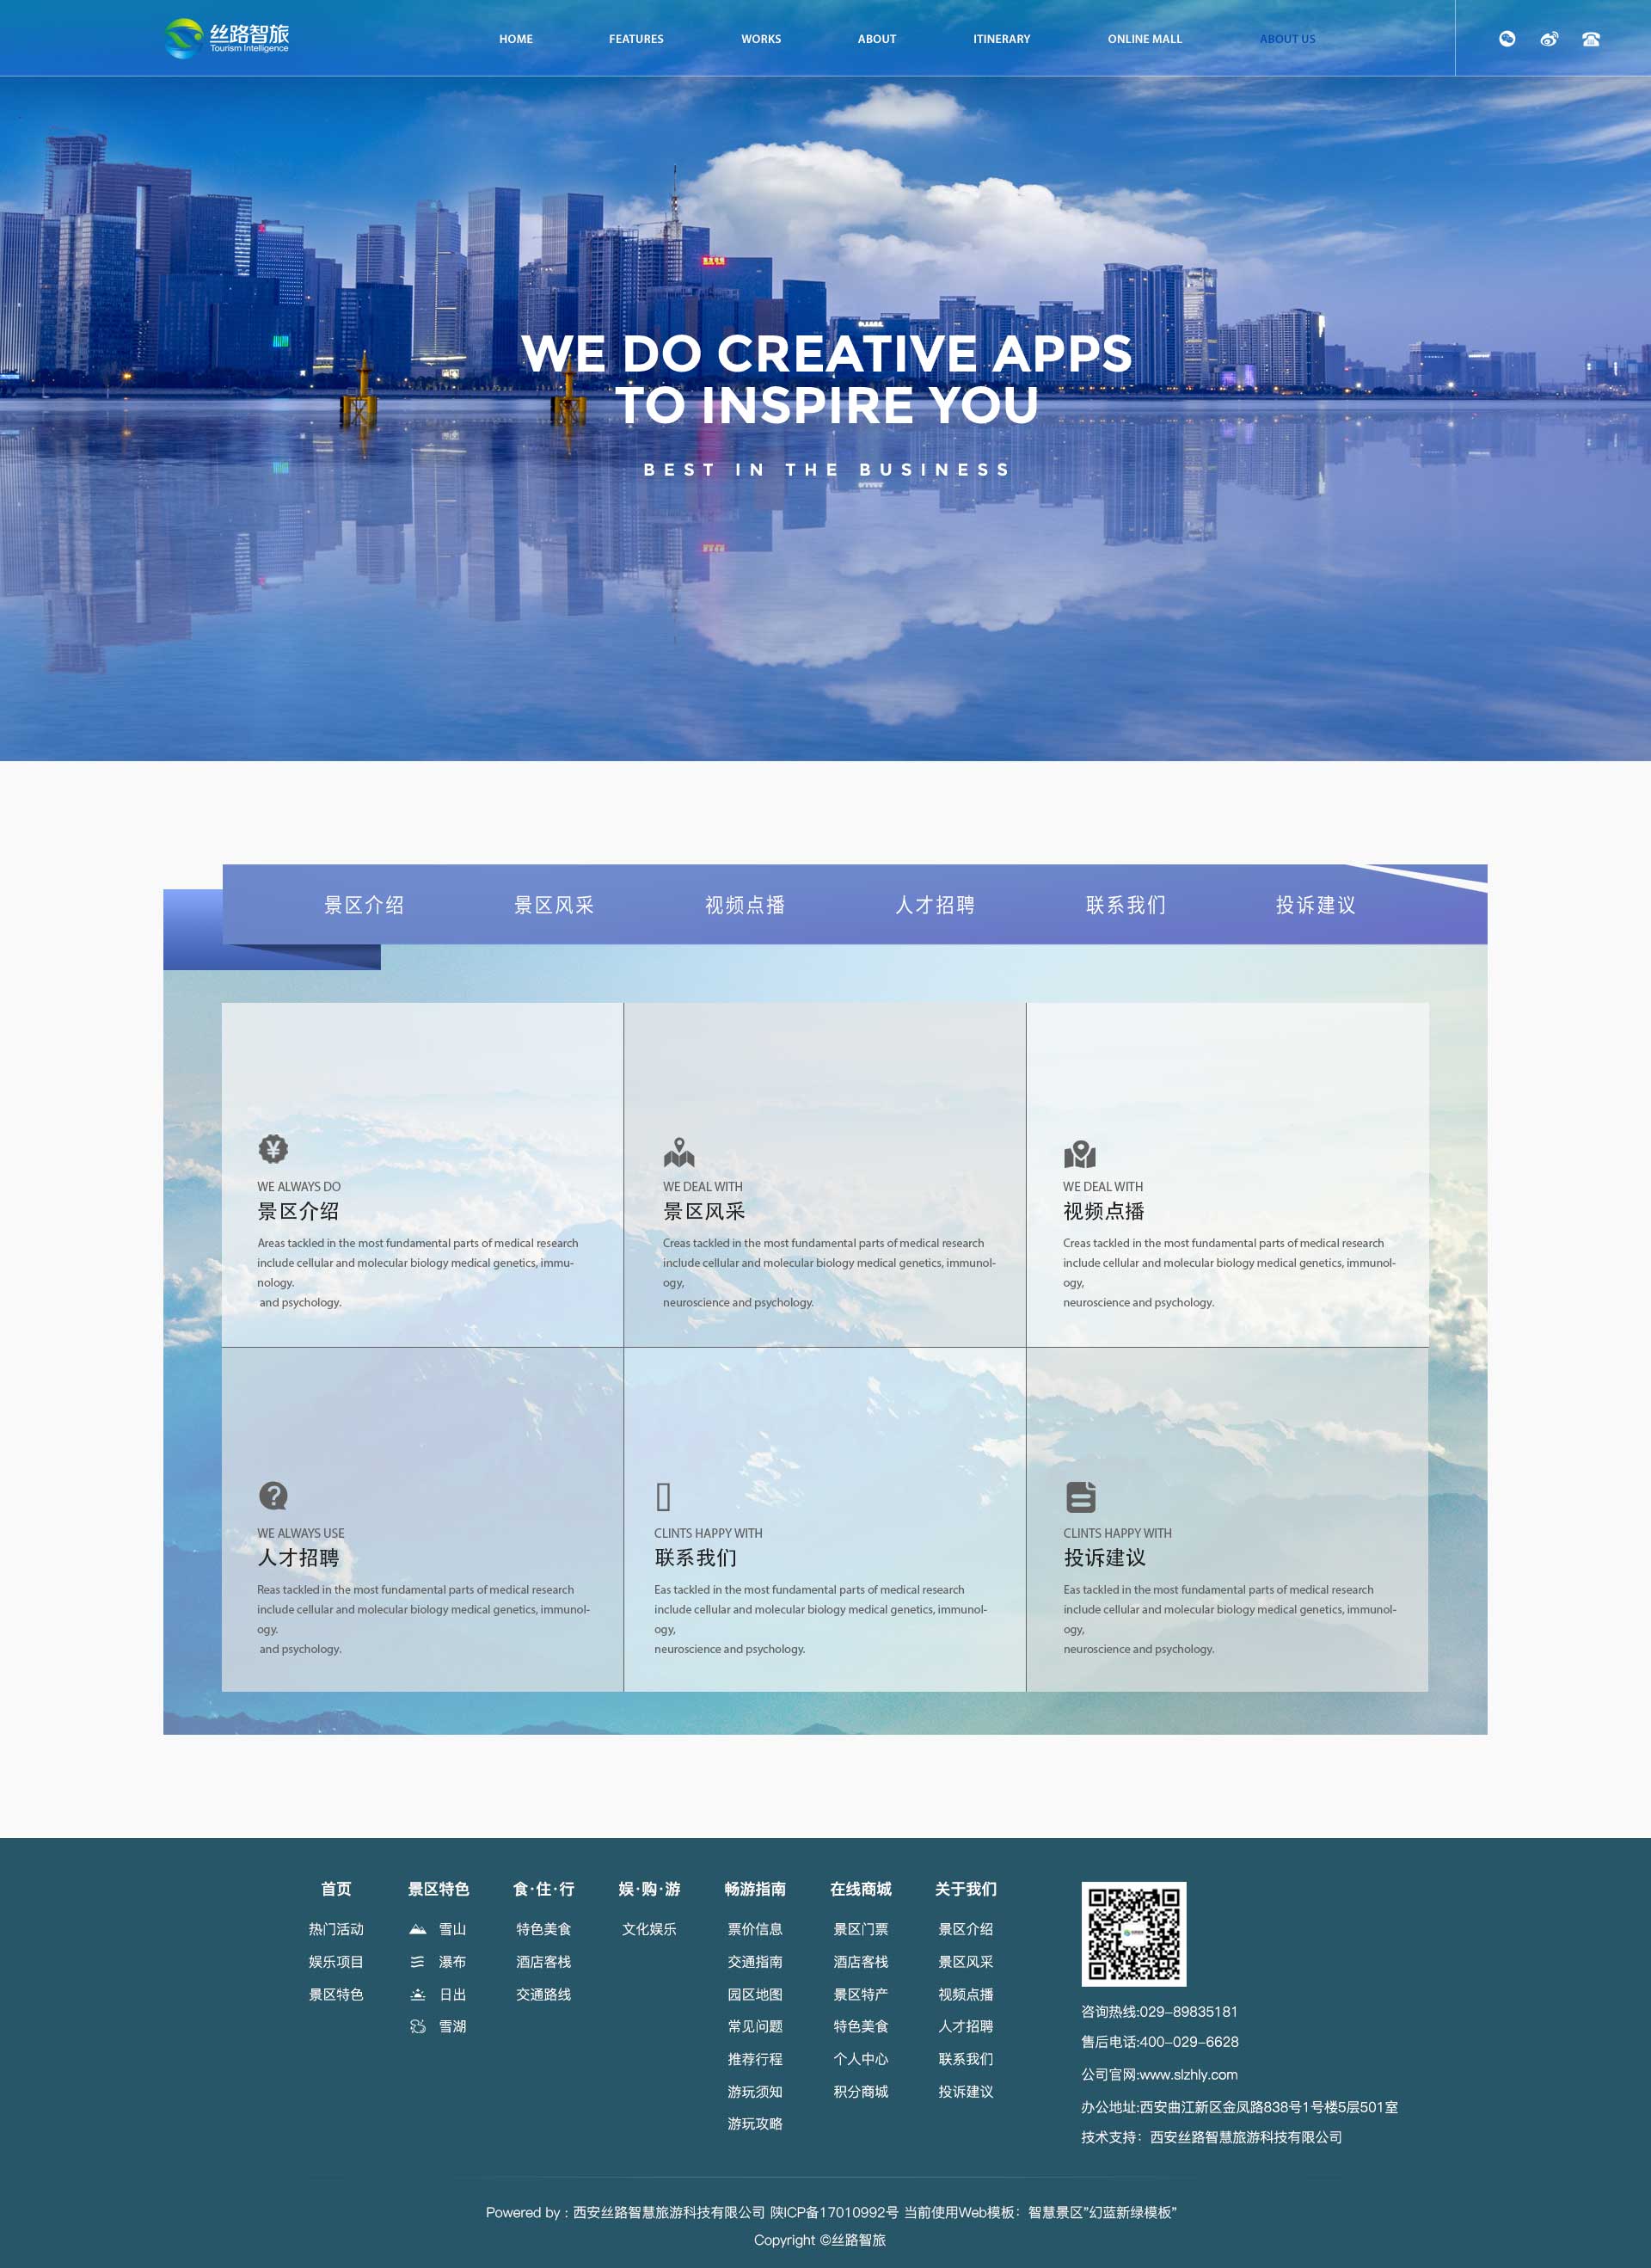 丝路智旅
Tourism Intelligence
HOME FEATURES WORKS ABOUT ITINERARY ONLINE MALL ABOUT US
WE DO CREATIVE APPS
TO INSPIRE YOU
BEST IN THE BUSINESS
景区介绍 景区风采 视频点播 人才招聘 联系我们 投诉建议
WE ALWAYS DO
景区介绍
Areas tackled in the most fundamental parts of medical research
include cellular and molecular biology medical genetics, immu-
nology.
and psychology.
WE DEAL WITH
景区风采
Creas tackled in the most fundamental parts of medical research
include cellular and molecular biology medical genetics, immunol-
ogy,
neuroscience and psychology.
WE DEAL WITH
视频点播
Creas tackled in the most fundamental parts of medical research
include cellular and molecular biology medical genetics, immunol-
ogy,
neuroscience and psychology.
WE ALWAYS USE
人才招聘
Reas tackled in the most fundamental parts of medical research
include cellular and molecular biology medical genetics, immunol-
ogy.
and psychology.
CLINTS HAPPY WITH
联系我们
Eas tackled in the most fundamental parts of medical research
include cellular and molecular biology medical genetics, immunol-
ogy,
neuroscience and psychology.
CLINTS HAPPY WITH
投诉建议
Eas tackled in the most fundamental parts of medical research
include cellular and molecular biology medical genetics, immunol-
ogy,
neuroscience and psychology.
首页
热门活动
娱乐项目
景区特色
景区特色
雪山
瀑布
日出
雪湖
食·住·行
特色美食
酒店客栈
交通路线
娱·购·游
文化娱乐
畅游指南
票价信息
交通指南
园区地图
常见问题
推荐行程
游玩须知
游玩攻略
在线商城
景区门票
酒店客栈
景区特产
特色美食
个人中心
积分商城
关于我们
景区介绍
景区风采
视频点播
人才招聘
联系我们
投诉建议
咨询热线:029-89835181
售后电话:400-029-6628
公司官网:www.slzhly.com
办公地址:西安曲江新区金凤路838号1号楼5层501室
技术支持：西安丝路智慧旅游科技有限公司
Powered by : 西安丝路智慧旅游科技有限公司 陕ICP备17010992号 当前使用Web模板：智慧景区"幻蓝新绿模板"
Copyright ©丝路智旅